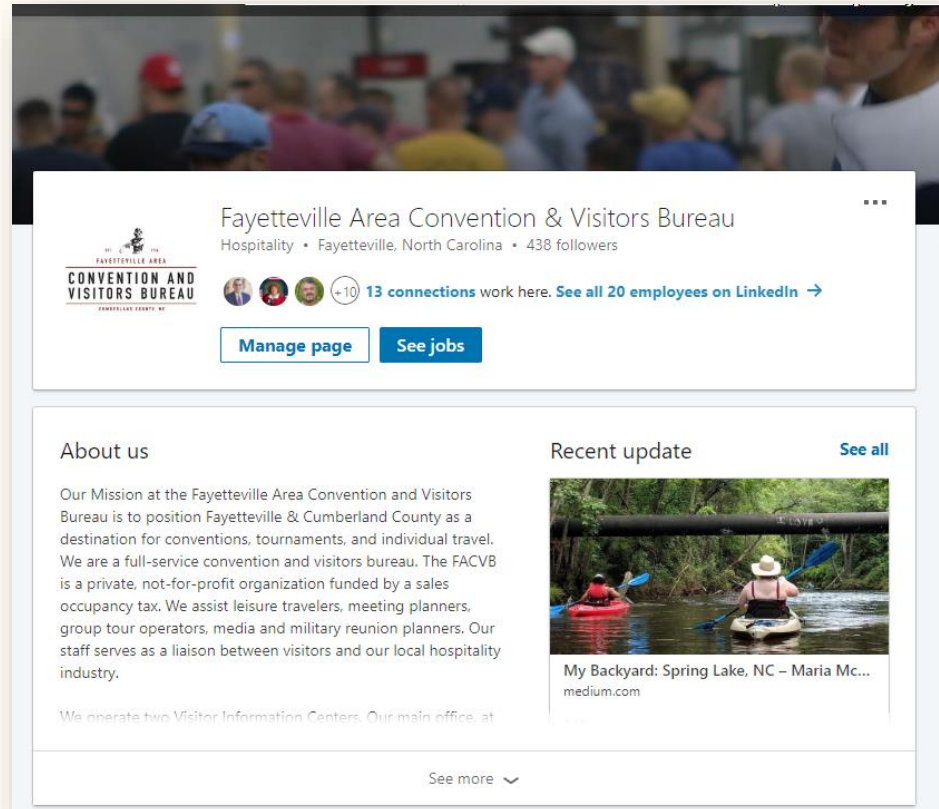 Fayetteville Area Convention & Visitors Bureau
Hospitality • Fayetteville, North Carolina • 438 followers
FAYETTEVILLE AREA
CONVENTION AND
VISITORS BUREAU
CUMBERLAND COUNTY, NC
+10 13 connections work here. See all 20 employees on LinkedIn →
Manage page See jobs
About us
Our Mission at the Fayetteville Area Convention and Visitors
Bureau is to position Fayetteville & Cumberland County as a
destination for conventions, tournaments, and individual travel.
We are a full-service convention and visitors bureau. The FACVB
is a private, not-for-profit organization funded by a sales
occupancy tax. We assist leisure travelers, meeting planners,
group tour operators, media and military reunion planners. Our
staff serves as a liaison between visitors and our local hospitality
industry.
We operate two Visitor Information Centers. Our main office, at
Recent update See all
My Backyard: Spring Lake, NC – Maria Mc...
medium.com
See more